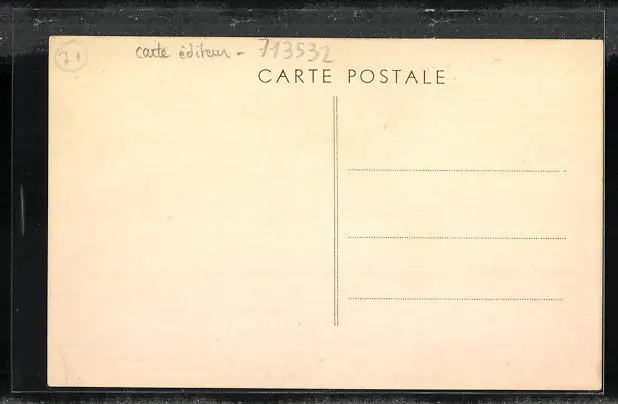 71
carte éditeur - 713532
CARTE POSTALE